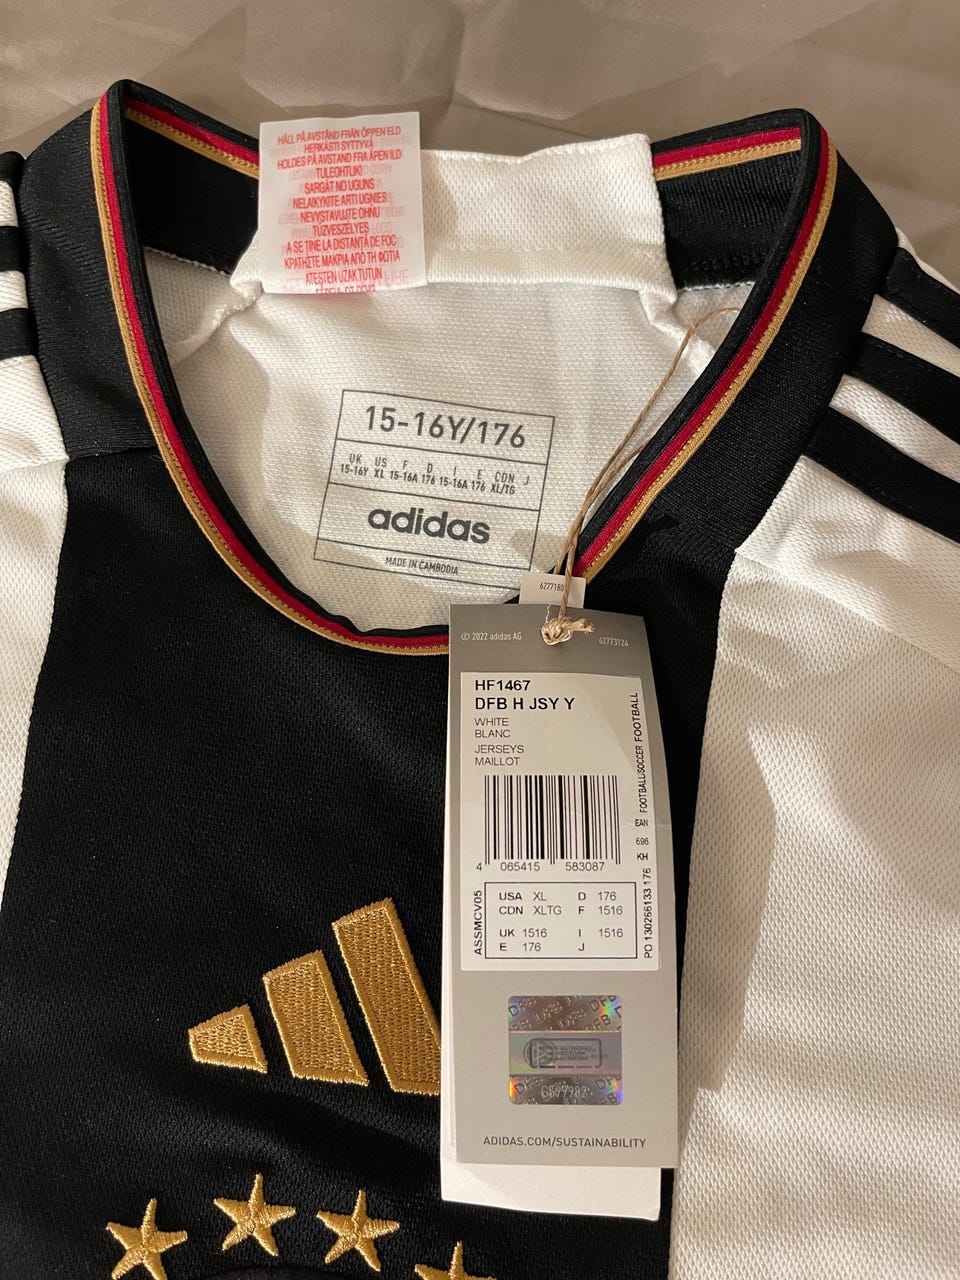 HÅLL PÅ AVSTÅND FRÅN ÖPPEN ELD
HERKÄSTI SYTTYVÄ
HOLDES PÅ AVSTAND FRA ÅPEN ILD
TULEOHTLIK!
SARGĀT NO UGUNS
NELAIKYKITE ARTI UGNIES
NEVYSTAVUJTE OHNU
TŰZVESZÉLYES
A SE ȚINE LA DISTANȚĂ DE FOC
ΚΡΑΤΗΣΤΕ ΜΑΚΡΙΑ ΑΠΟ ΤΗ ΦΩΤΙΑ
ATEŞTEN UZAK TUTUN
15-16Y/176
UK US F D I E CDN J
15-16Y XL 15-16A 176 15-16A 176 XL/TG
adidas
MADE IN CAMBODIA
6277180
© 2022 adidas AG
62773124
HF1467
DFB H JSY Y
WHITE
BLANC
JERSEYS
MAILLOT
FOOTBALL/SOCCER FOOTBALL
EAN
696
KH
PO 130266133 176
4 065415 583087
ASSMCV05
USA XL D 176
CDN XLTG F 1516
UK 1516 I 1516
E 176 J
DFB
ADIDAS.COM/SUSTAINABILITY